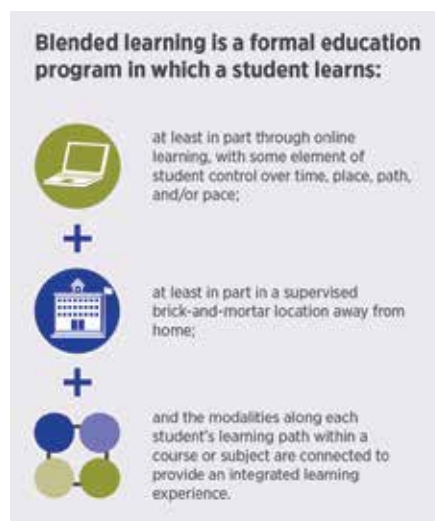 Blended learning is a formal education
program in which a student learns:
at least in part through online
learning, with some element of
student control over time, place, path,
and/or pace;
+
at least in part in a supervised
brick-and-mortar location away from
home;
+
and the modalities along each
student's learning path within a
course or subject are connected to
provide an integrated learning
experience.